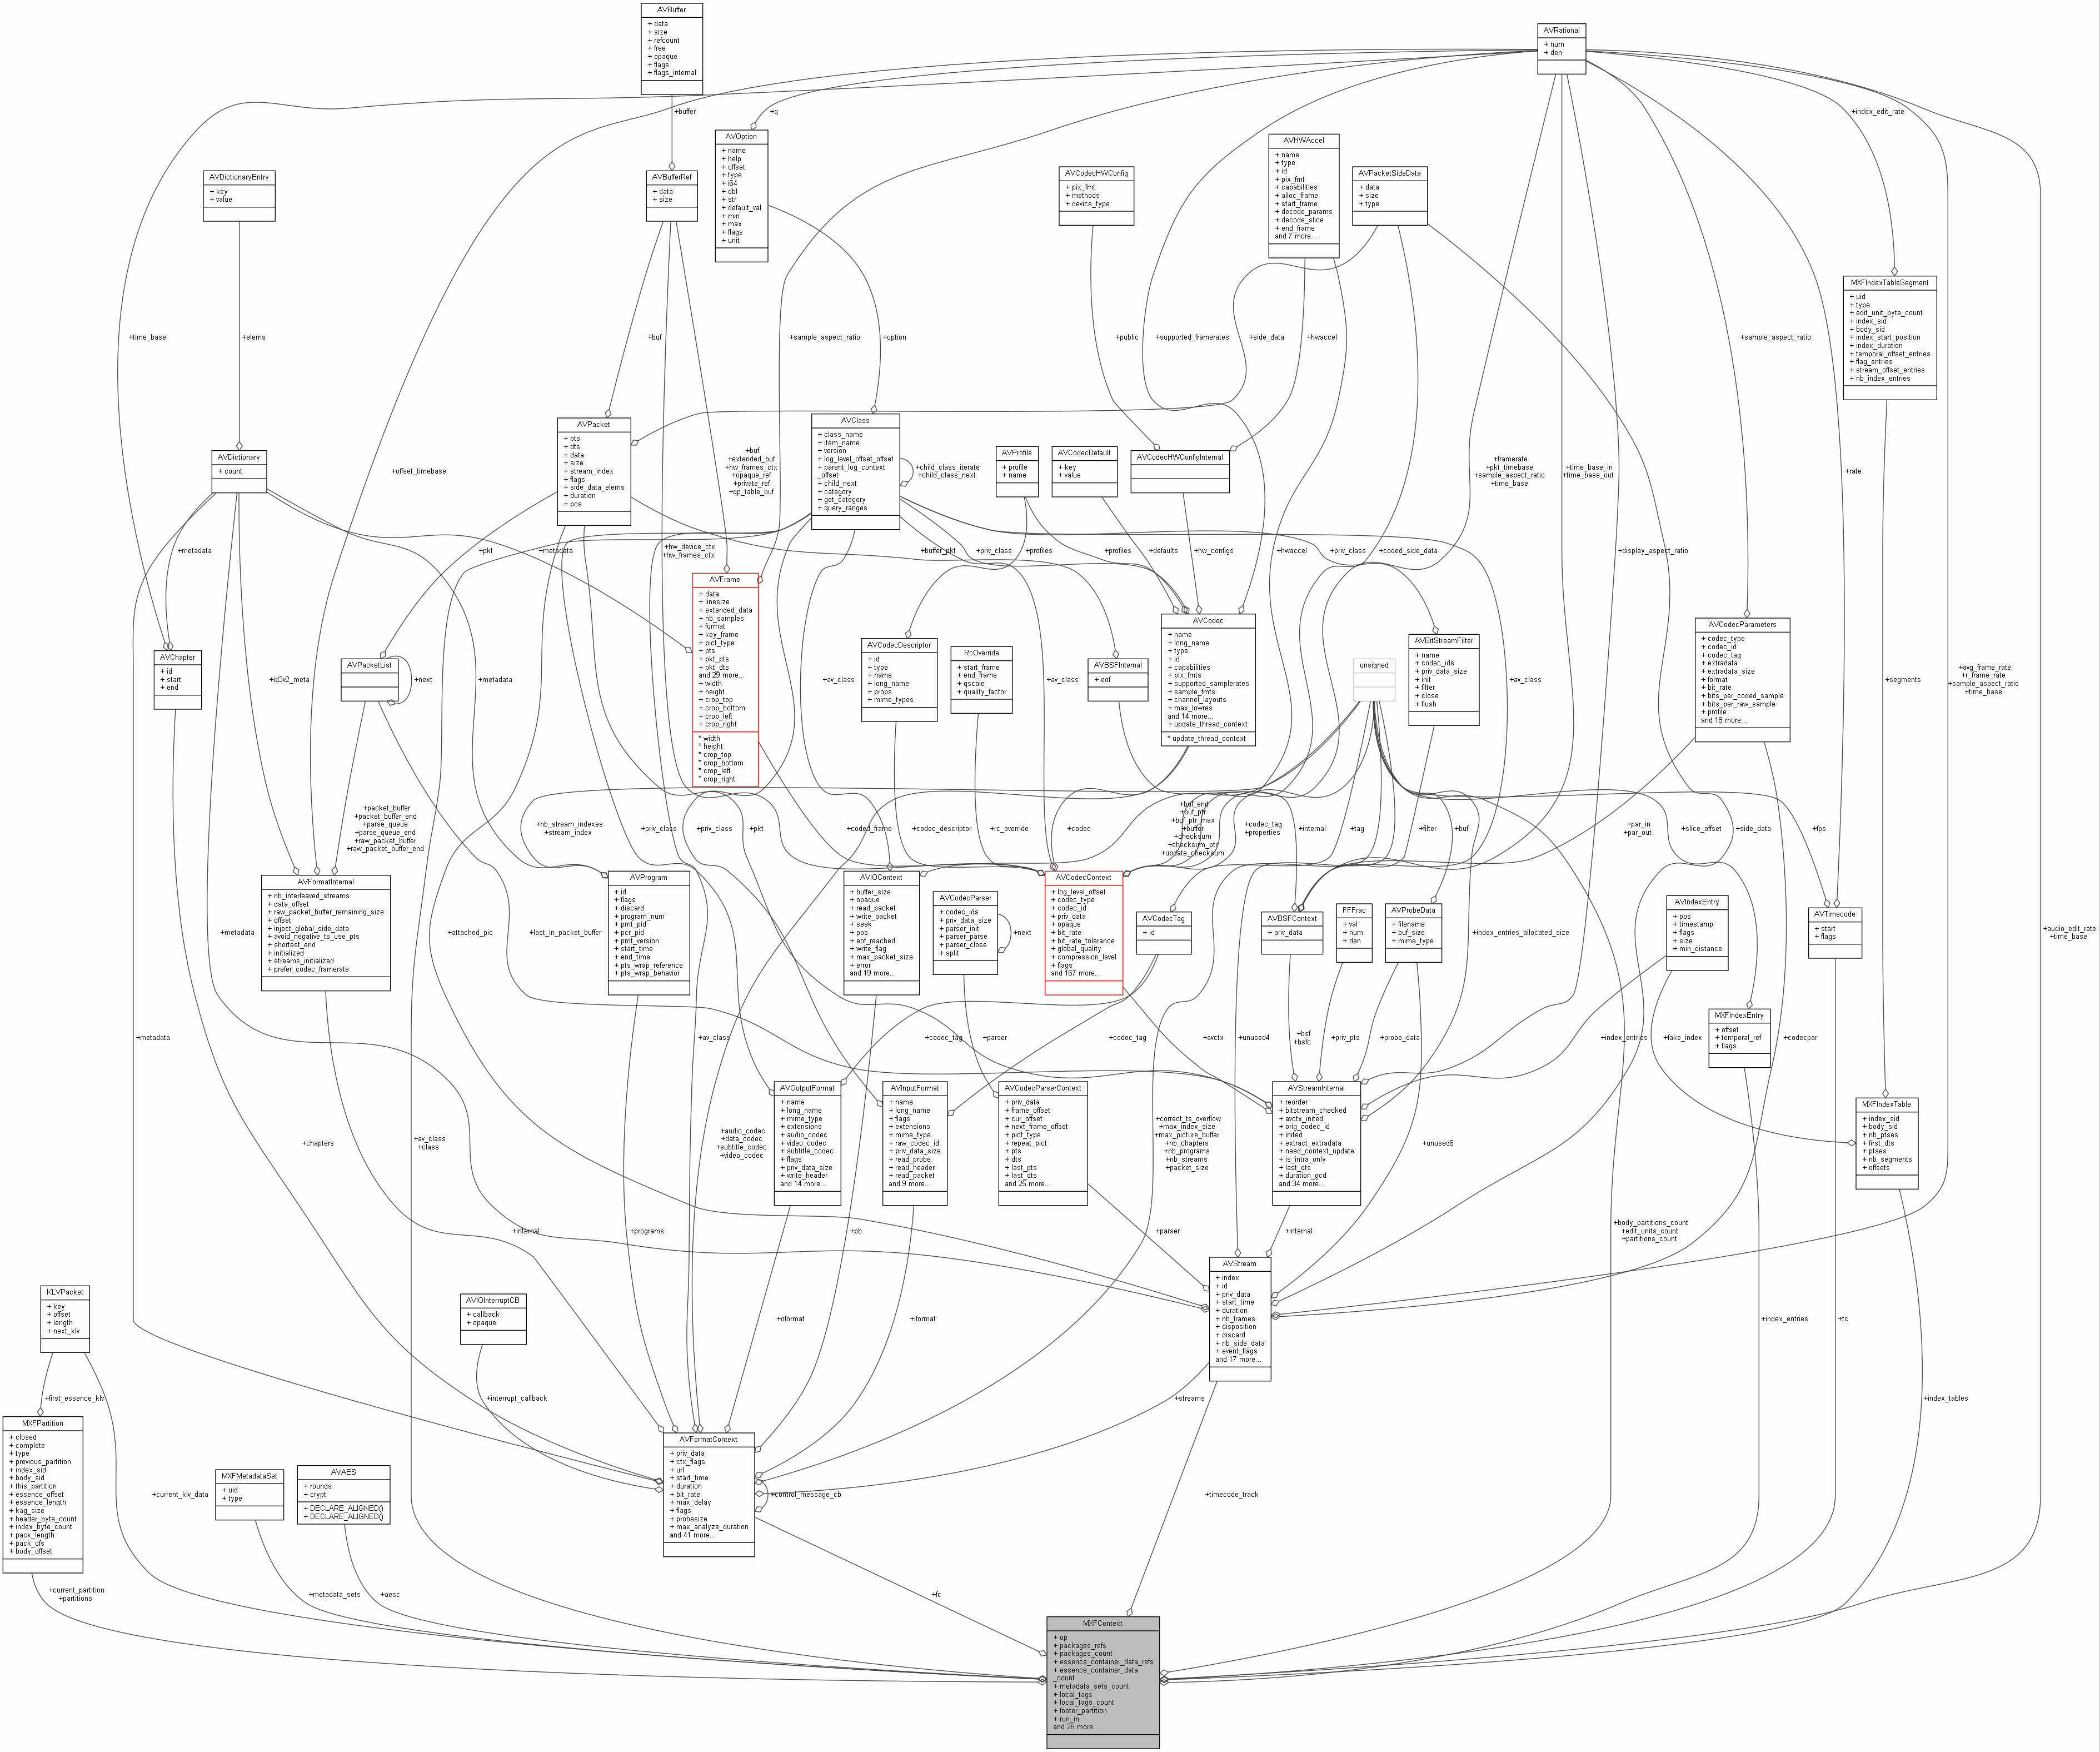 AVBuffer
+ data
+ size
+ refcount
+ free
+ opaque
+ flags
+ flags_internal
AVRational
+ num
+ den
+buffer
+q
+index_edit_rate
AVOption
+ name
+ help
+ offset
+ type
+ i64
+ dbl
+ str
+ default_val
+ min
+ max
+ flags
+ unit
AVHWAccel
+ name
+ type
+ id
+ pix_fmt
+ capabilities
+ alloc_frame
+ start_frame
+ decode_params
+ decode_slice
+ end_frame
and 7 more...
AVDictionaryEntry
+ key
+ value
AVBufferRef
+ data
+ size
AVCodecHWConfig
+ pix_fmt
+ methods
+ device_type
AVPacketSideData
+ data
+ size
+ type
MXFIndexTableSegment
+ uid
+ type
+ edit_unit_byte_count
+ index_sid
+ body_sid
+ index_start_position
+ index_duration
+ temporal_offset_entries
+ flag_entries
+ stream_offset_entries
+ nb_index_entries
+time_base
+elems
+buf
+sample_aspect_ratio
+option
+public
+supported_framerates
+side_data
+hwaccel
+sample_aspect_ratio
AVPacket
+ pts
+ dts
+ data
+ size
+ stream_index
+ flags
+ side_data_elems
+ duration
+ pos
AVClass
+ class_name
+ item_name
+ version
+ log_level_offset_offset
+ parent_log_context
_offset
+ child_next
+ category
+ get_category
+ query_ranges
+child_class_iterate
+child_class_next
AVDictionary
+ count
+offset_timebase
+buf
+extended_buf
+hw_frames_ctx
+opaque_ref
+private_ref
+qp_table_buf
AVProfile
+ profile
+ name
AVCodecDefault
+ key
+ value
AVCodecHWConfigInternal
+framerate
+pkt_timebase
+sample_aspect_ratio
+time_base
+time_base_in
+time_base_out
+rate
+metadata
+pkt
+metadata
+hw_device_ctx
+hw_frames_ctx
+buffer_pkt
+priv_class
+profiles
+profiles
+defaults
+hw_configs
+hwaccel
+priv_class
+coded_side_data
+display_aspect_ratio
AVFrame
+ data
+ linesize
+ extended_data
+ nb_samples
+ format
+ key_frame
+ pict_type
+ pts
+ pkt_pts
+ pkt_dts
and 29 more...
+ width
+ height
+ crop_top
+ crop_bottom
+ crop_left
+ crop_right
* width
* height
* crop_top
* crop_bottom
* crop_left
* crop_right
AVCodec
+ name
+ long_name
+ type
+ id
+ capabilities
+ pix_fmts
+ supported_samplerates
+ sample_fmts
+ channel_layouts
+ max_lowres
and 14 more...
+ update_thread_context
* update_thread_context
AVCodecParameters
+ codec_type
+ codec_id
+ codec_tag
+ extradata
+ extradata_size
+ format
+ bit_rate
+ bits_per_coded_sample
+ bits_per_raw_sample
+ profile
and 18 more...
AVChapter
+ id
+ start
+ end
AVPacketList
+next
AVCodecDescriptor
+ id
+ type
+ name
+ long_name
+ props
+ mime_types
RcOverride
+ start_frame
+ end_frame
+ qscale
+ quality_factor
AVBSFInternal
+ eof
unsigned
AVBitStreamFilter
+ name
+ codec_ids
+ priv_data_size
+ init
+ filter
+ close
+ flush
+id3v2_meta
+metadata
+av_class
+av_class
+av_class
+segments
+avg_frame_rate
+r_frame_rate
+sample_aspect_ratio
+time_base
+packet_buffer
+packet_buffer_end
+parse_queue
+parse_queue_end
+raw_packet_buffer
+raw_packet_buffer_end
+nb_stream_indexes
+stream_index
+priv_class
+priv_class
+pkt
+coded_frame
+codec_descriptor
+rc_override
+codec
+buf_end
+buf_ptr
+buf_ptr_max
+buffer
+checksum
+checksum_ptr
+update_checksum
+codec_tag
+properties
+internal
+tag
+filter
+buf
+par_in
+par_out
+slice_offset
+side_data
+fps
AVFormatInternal
+ nb_interleaved_streams
+ data_offset
+ raw_packet_buffer_remaining_size
+ offset
+ inject_global_side_data
+ avoid_negative_ts_use_pts
+ shortest_end
+ initialized
+ streams_initialized
+ prefer_codec_framerate
AVProgram
+ id
+ flags
+ discard
+ program_num
+ pmt_pid
+ pcr_pid
+ pmt_version
+ start_time
+ end_time
+ pts_wrap_reference
+ pts_wrap_behavior
AVIOContext
+ buffer_size
+ opaque
+ read_packet
+ write_packet
+ seek
+ pos
+ eof_reached
+ write_flag
+ max_packet_size
+ error
and 19 more...
AVCodecParser
+ codec_ids
+ priv_data_size
+ parser_init
+ parser_parse
+ parser_close
+ split
+next
AVCodecContext
+ log_level_offset
+ codec_type
+ codec_id
+ priv_data
+ opaque
+ bit_rate
+ bit_rate_tolerance
+ global_quality
+ compression_level
+ flags
and 167 more...
AVCodecTag
+ id
AVBSFContext
+ priv_data
FFFrac
+ val
+ num
+ den
AVProbeData
+ filename
+ buf_size
+ mime_type
+index_entries_allocated_size
AVIndexEntry
+ pos
+ timestamp
+ flags
+ size
+ min_distance
AVTimecode
+ start
+ flags
+audio_edit_rate
+time_base
+metadata
+attached_pic
+last_in_packet_buffer
MXFIndexEntry
+ offset
+ temporal_ref
+ flags
+metadata
+av_class
+codec_tag
+parser
+codec_tag
+avctx
+unused4
+bsf
+bsfc
+priv_pts
+probe_data
+index_entries
+fake_index
+codecpar
AVOutputFormat
+ name
+ long_name
+ mime_type
+ extensions
+ audio_codec
+ video_codec
+ subtitle_codec
+ flags
+ priv_data_size
+ write_header
and 14 more...
AVInputFormat
+ name
+ long_name
+ flags
+ extensions
+ mime_type
+ raw_codec_id
+ priv_data_size
+ read_probe
+ read_header
+ read_packet
and 9 more...
AVCodecParserContext
+ priv_data
+ frame_offset
+ cur_offset
+ next_frame_offset
+ pict_type
+ repeat_pict
+ pts
+ dts
+ last_pts
+ last_dts
and 25 more...
AVStreamInternal
+ reorder
+ bitstream_checked
+ avctx_inited
+ orig_codec_id
+ inited
+ extract_extradata
+ need_context_update
+ is_intra_only
+ last_dts
+ duration_gcd
and 34 more...
MXFIndexTable
+ index_sid
+ body_sid
+ nb_ptses
+ first_dts
+ ptses
+ nb_segments
+ offsets
+chapters
+av_class
+class
+audio_codec
+data_codec
+subtitle_codec
+video_codec
+correct_ts_overflow
+max_index_size
+max_picture_buffer
+nb_chapters
+nb_programs
+nb_streams
+packet_size
+unused6
+internal
+programs
+pb
+parser
+internal
+body_partitions_count
+edit_units_count
+partitions_count
AVStream
+ index
+ id
+ priv_data
+ start_time
+ duration
+ nb_frames
+ disposition
+ discard
+ nb_side_data
+ event_flags
and 17 more...
KLVPacket
+ key
+ offset
+ length
+ next_klv
AVIOInterruptCB
+ callback
+ opaque
+oformat
+iformat
+index_entries
+tc
+first_essence_klv
+interrupt_callback
+streams
+index_tables
MXFPartition
+ closed
+ complete
+ type
+ previous_partition
+ index_sid
+ body_sid
+ this_partition
+ essence_offset
+ essence_length
+ kag_size
+ header_byte_count
+ index_byte_count
+ pack_length
+ pack_ofs
+ body_offset
+current_klv_data
MXFMetadataSet
+ uid
+ type
AVAES
+ rounds
+ crypt
+ DECLARE_ALIGNED()
+ DECLARE_ALIGNED()
AVFormatContext
+ priv_data
+ ctx_flags
+ url
+ start_time
+ duration
+ bit_rate
+ max_delay
+ flags
+ probesize
+ max_analyze_duration
and 41 more...
+control_message_cb
+timecode_track
+current_partition
+partitions
+metadata_sets
+aesc
+fc
MXFContext
+ op
+ packages_refs
+ packages_count
+ essence_container_data_refs
+ essence_container_data
_count
+ metadata_sets_count
+ local_tags
+ local_tags_count
+ footer_partition
+ run_in
and 26 more...